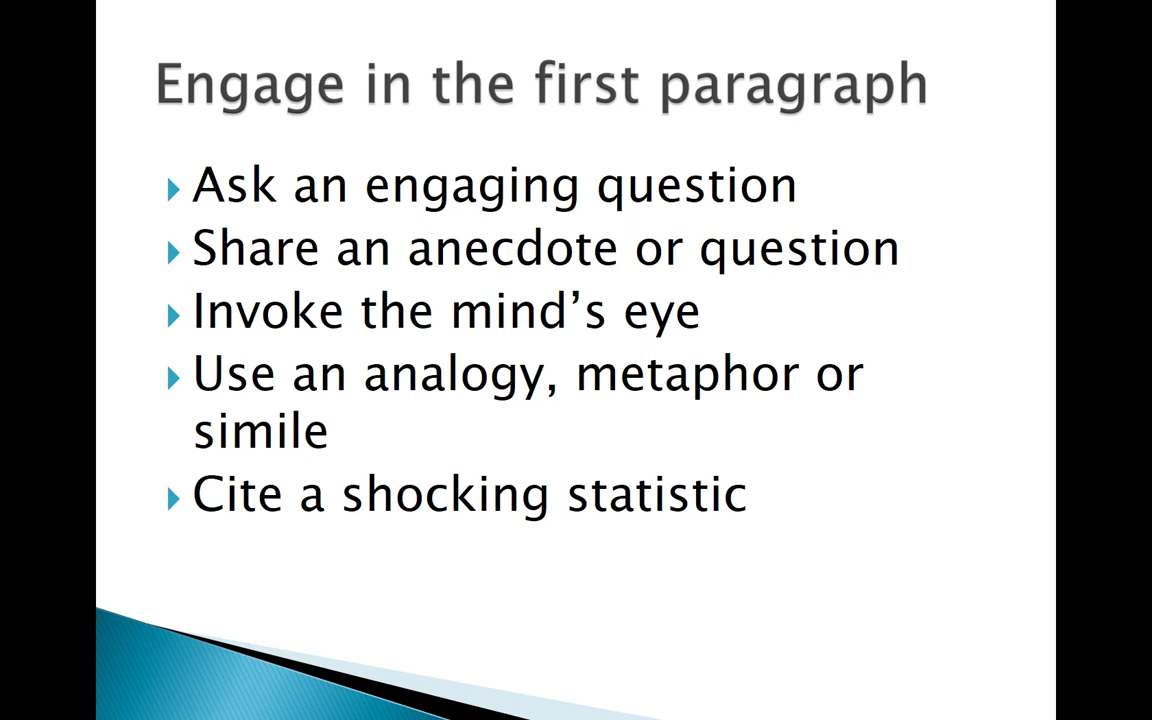 Engage in the first paragraph
Ask an engaging question
Share an anecdote or question
Invoke the mind’s eye
Use an analogy, metaphor or
simile
Cite a shocking statistic